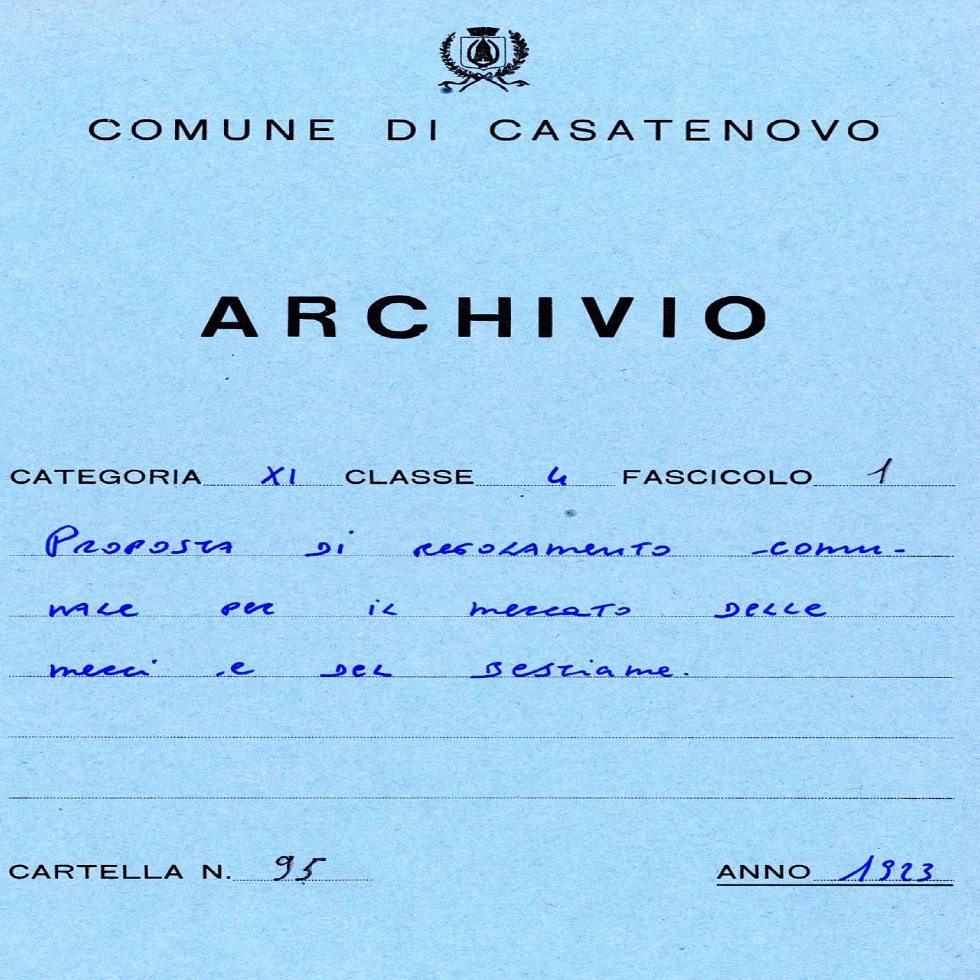 COMUNE DI CASATENOVO
ARCHIVIO
CATEGORIA XI CLASSE 4 FASCICOLO 1
PROPOSTA DI REGOLAMENTO COMU-
NALE PER IL MERCATO DELLE
MERCI E DEL BESTIAME.
CARTELLA N. 95 ANNO 1923